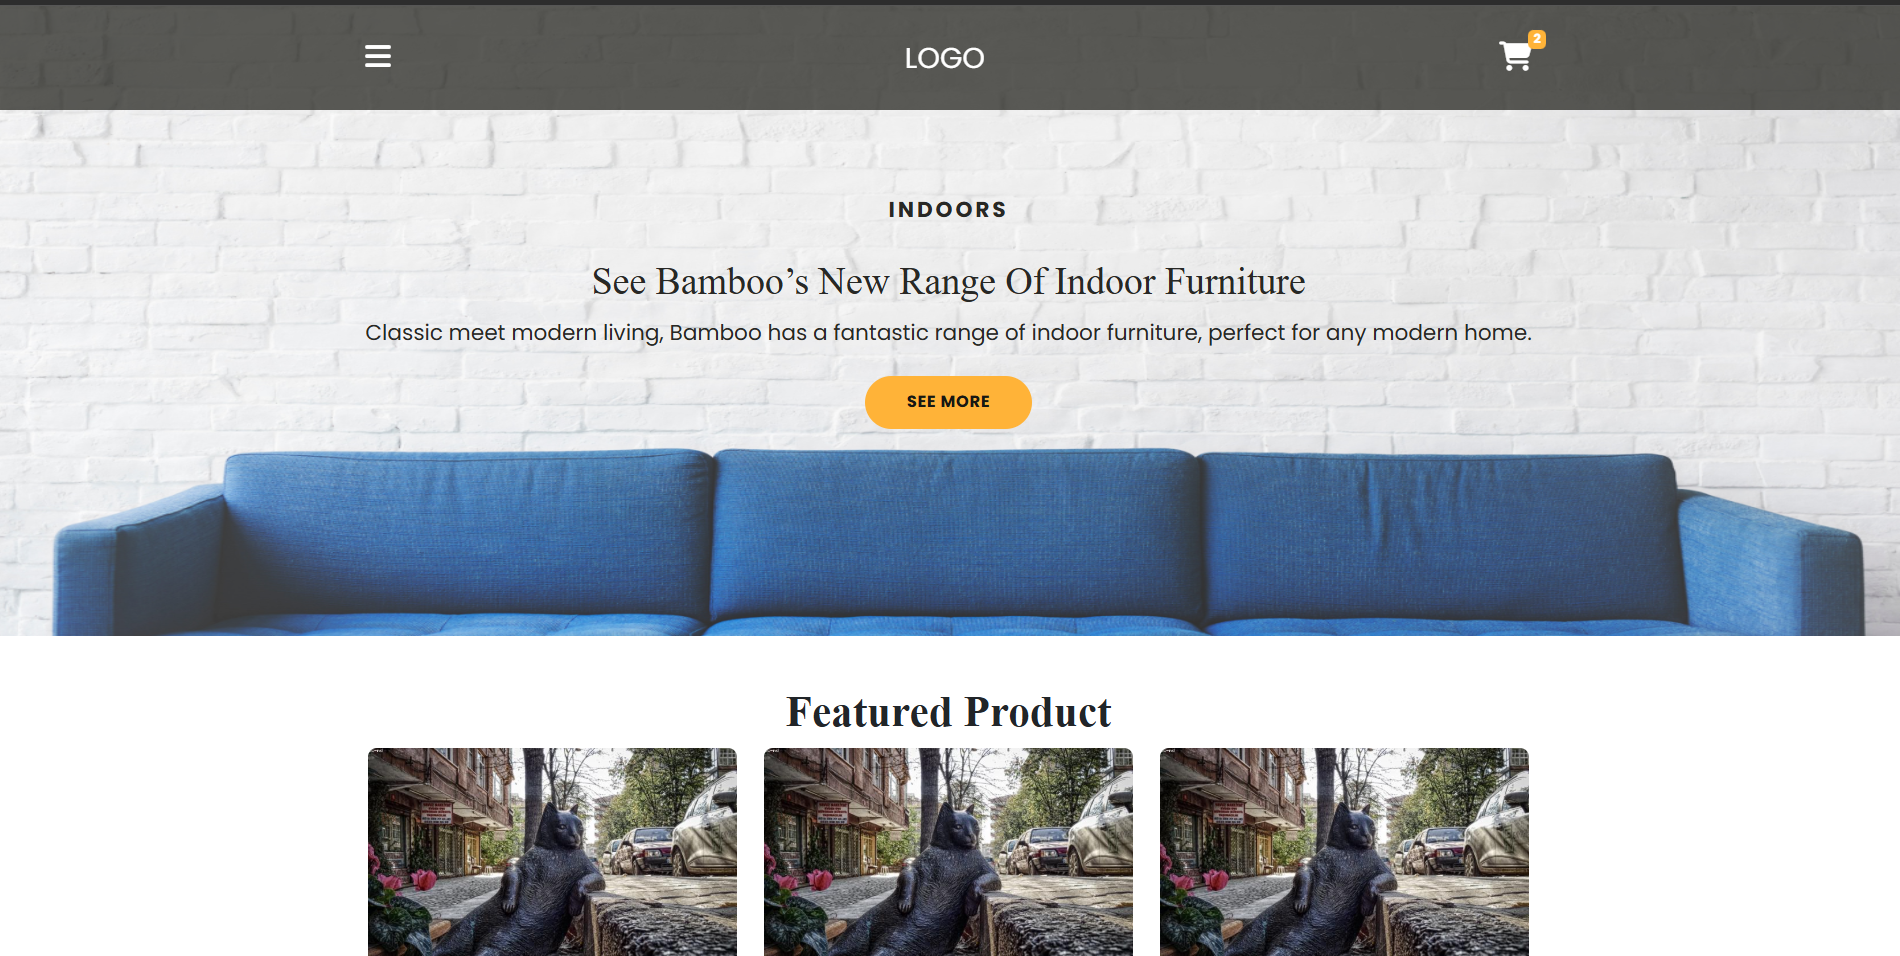 LOGO
2
INDOORS
See Bamboo’s New Range Of Indoor Furniture
Classic meet modern living, Bamboo has a fantastic range of indoor furniture, perfect for any modern home.
SEE MORE
Featured Product